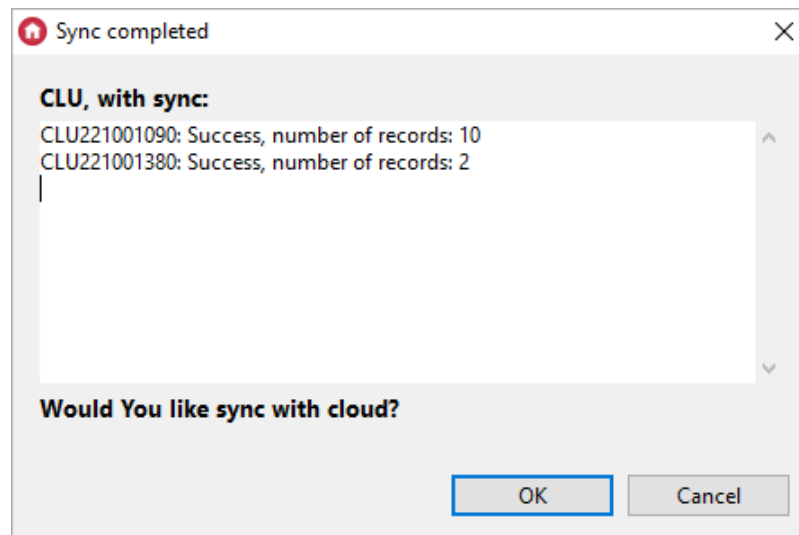 Sync completed
CLU, with sync:
CLU221001090: Success, number of records: 10
CLU221001380: Success, number of records: 2
Would You like sync with cloud?
OK
Cancel